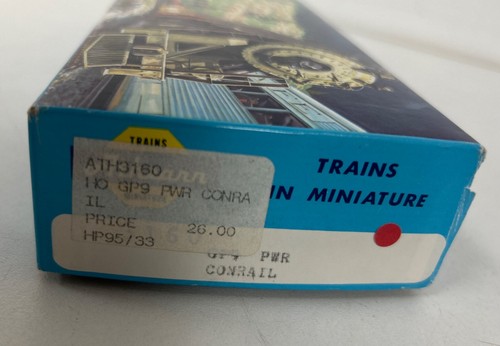 TRAINS
ATH3160
HO GP9 PWR CONRA
IL
PRICE 26.00
HP95/33
TRAINS
IN MINIATURE
GP9 PWR
CONRAIL